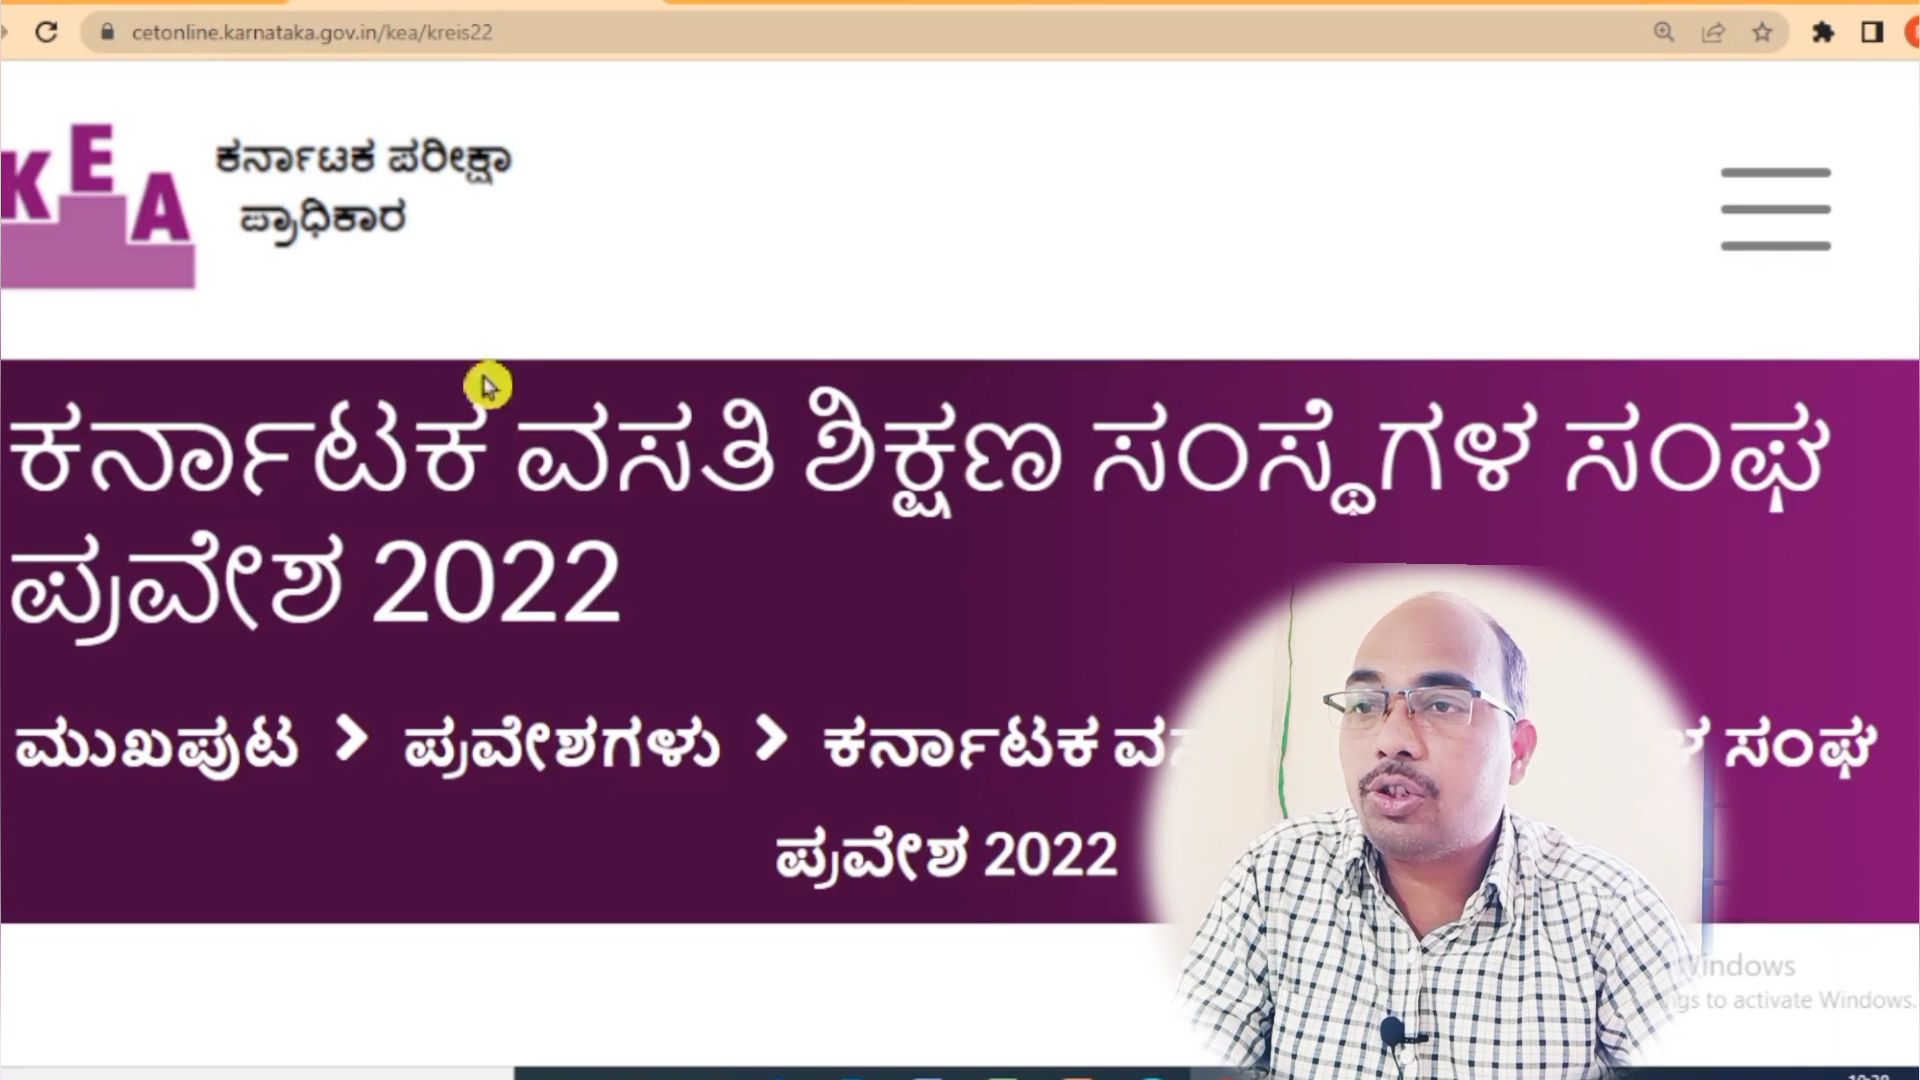 cetonline.karnataka.gov.in/kea/kreis22
KEA
ಕರ್ನಾಟಕ ಪರೀಕ್ಷಾ
ಪ್ರಾಧಿಕಾರ
ಕರ್ನಾಟಕ ವಸತಿ ಶಿಕ್ಷಣ ಸಂಸ್ಥೆಗಳ ಸಂಘ
ಪ್ರವೇಶ 2022
ಮುಖಪುಟ > ಪ್ರವೇಶಗಳು > ಕರ್ನಾಟಕ ಸಂಘ
ಪ್ರವೇಶ 2022
Windows
to activate Windows.